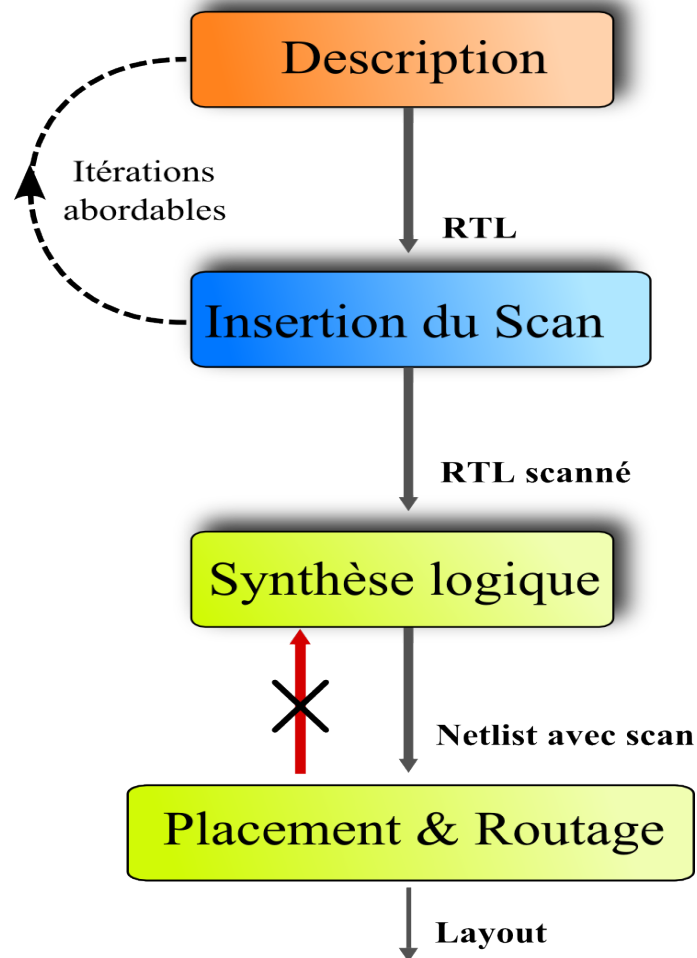 Description
Itérations
abordables
RTL
Insertion du Scan
RTL scanné
Synthèse logique
Netlist avec scan
Placement & Routage
Layout